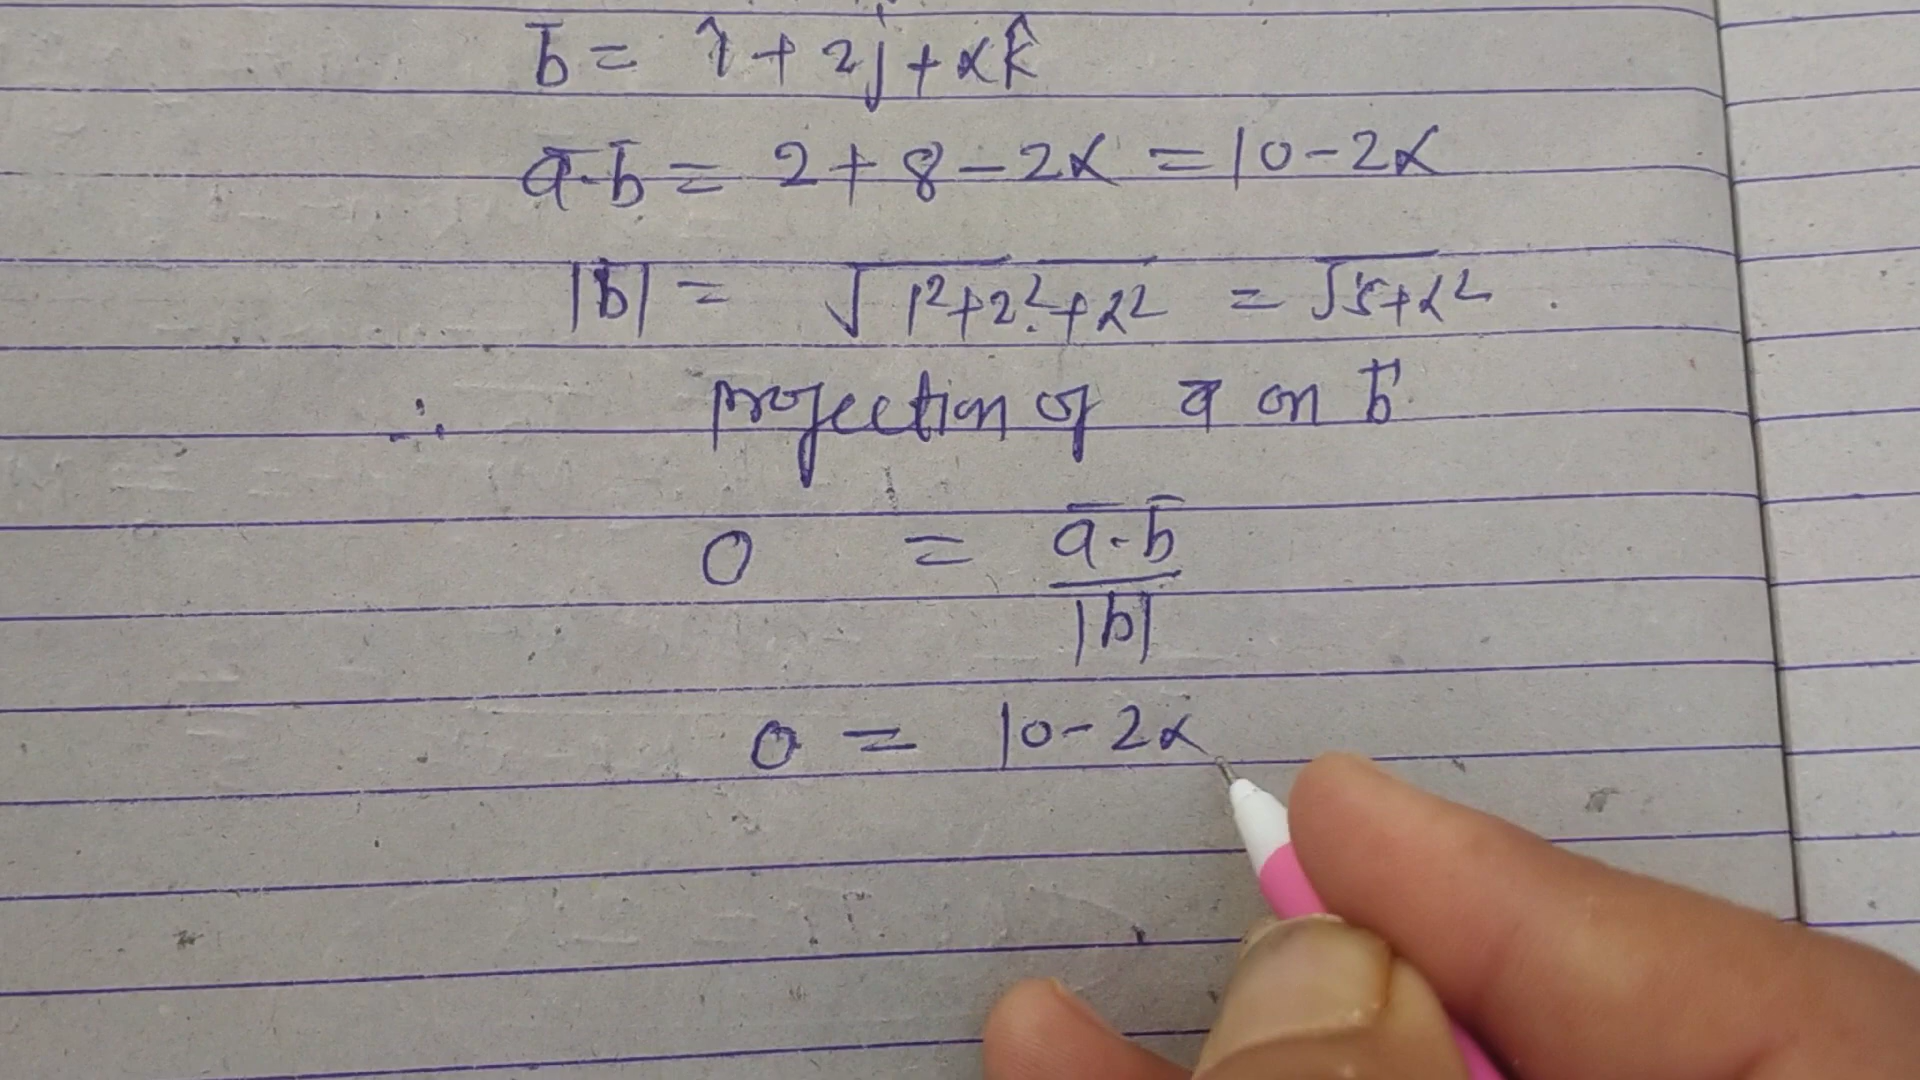 b̄ = î + 2ĵ + αk̂
ā·b̄ = 2 + 8 − 2α = 10 − 2α
|b̄| = √1² + 2² + α² = √5 + α²
∴ projection of ā on b⃗
0 = ā·b̄
|b|
0 = 10 − 2α